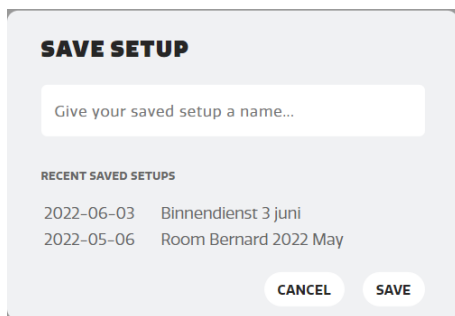 SAVE SETUP
Give your saved setup a name...
RECENT SAVED SETUPS
2022-06-03 Binnendienst 3 juni
2022-05-06 Room Bernard 2022 May
CANCEL SAVE